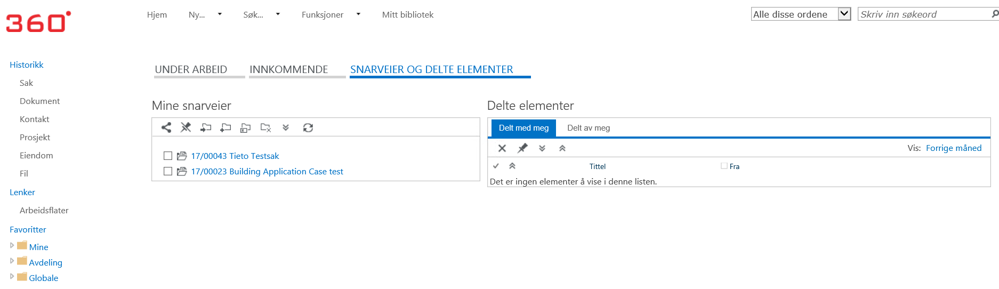 360°
Hjem Ny... Søk... Funksjoner Mitt bibliotek
Alle disse ordene Skriv inn søkeord
Historikk
Sak
Dokument
Kontakt
Prosjekt
Eiendom
Fil
Lenker
Arbeidsflater
Favoritter
Mine
Avdeling
Globale
UNDER ARBEID INNKOMMENDE SNARVEIER OG DELTE ELEMENTER
Mine snarveier
17/00043 Tieto Testsak
17/00023 Building Application Case test
Delte elementer
Delt med meg Delt av meg
Vis: Forrige måned
Tittel Fra
Det er ingen elementer å vise i denne listen.